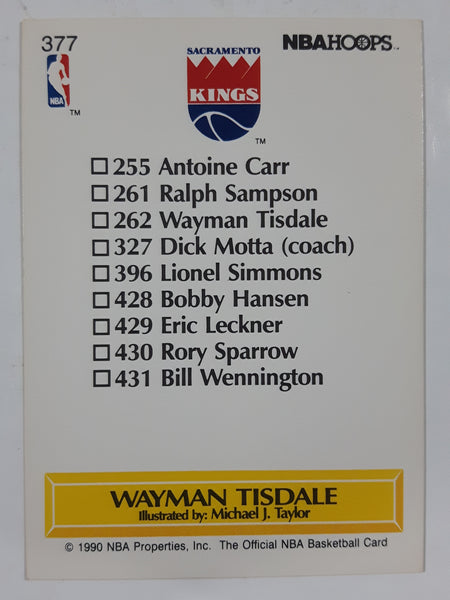 377
NBA HOOPS™
NBA
TM
SACRAMENTO
KINGS
TM
255 Antoine Carr
261 Ralph Sampson
262 Wayman Tisdale
327 Dick Motta (coach)
396 Lionel Simmons
428 Bobby Hansen
429 Eric Leckner
430 Rory Sparrow
431 Bill Wennington
WAYMAN TISDALE
Illustrated by: Michael J. Taylor
© 1990 NBA Properties, Inc. The Official NBA Basketball Card